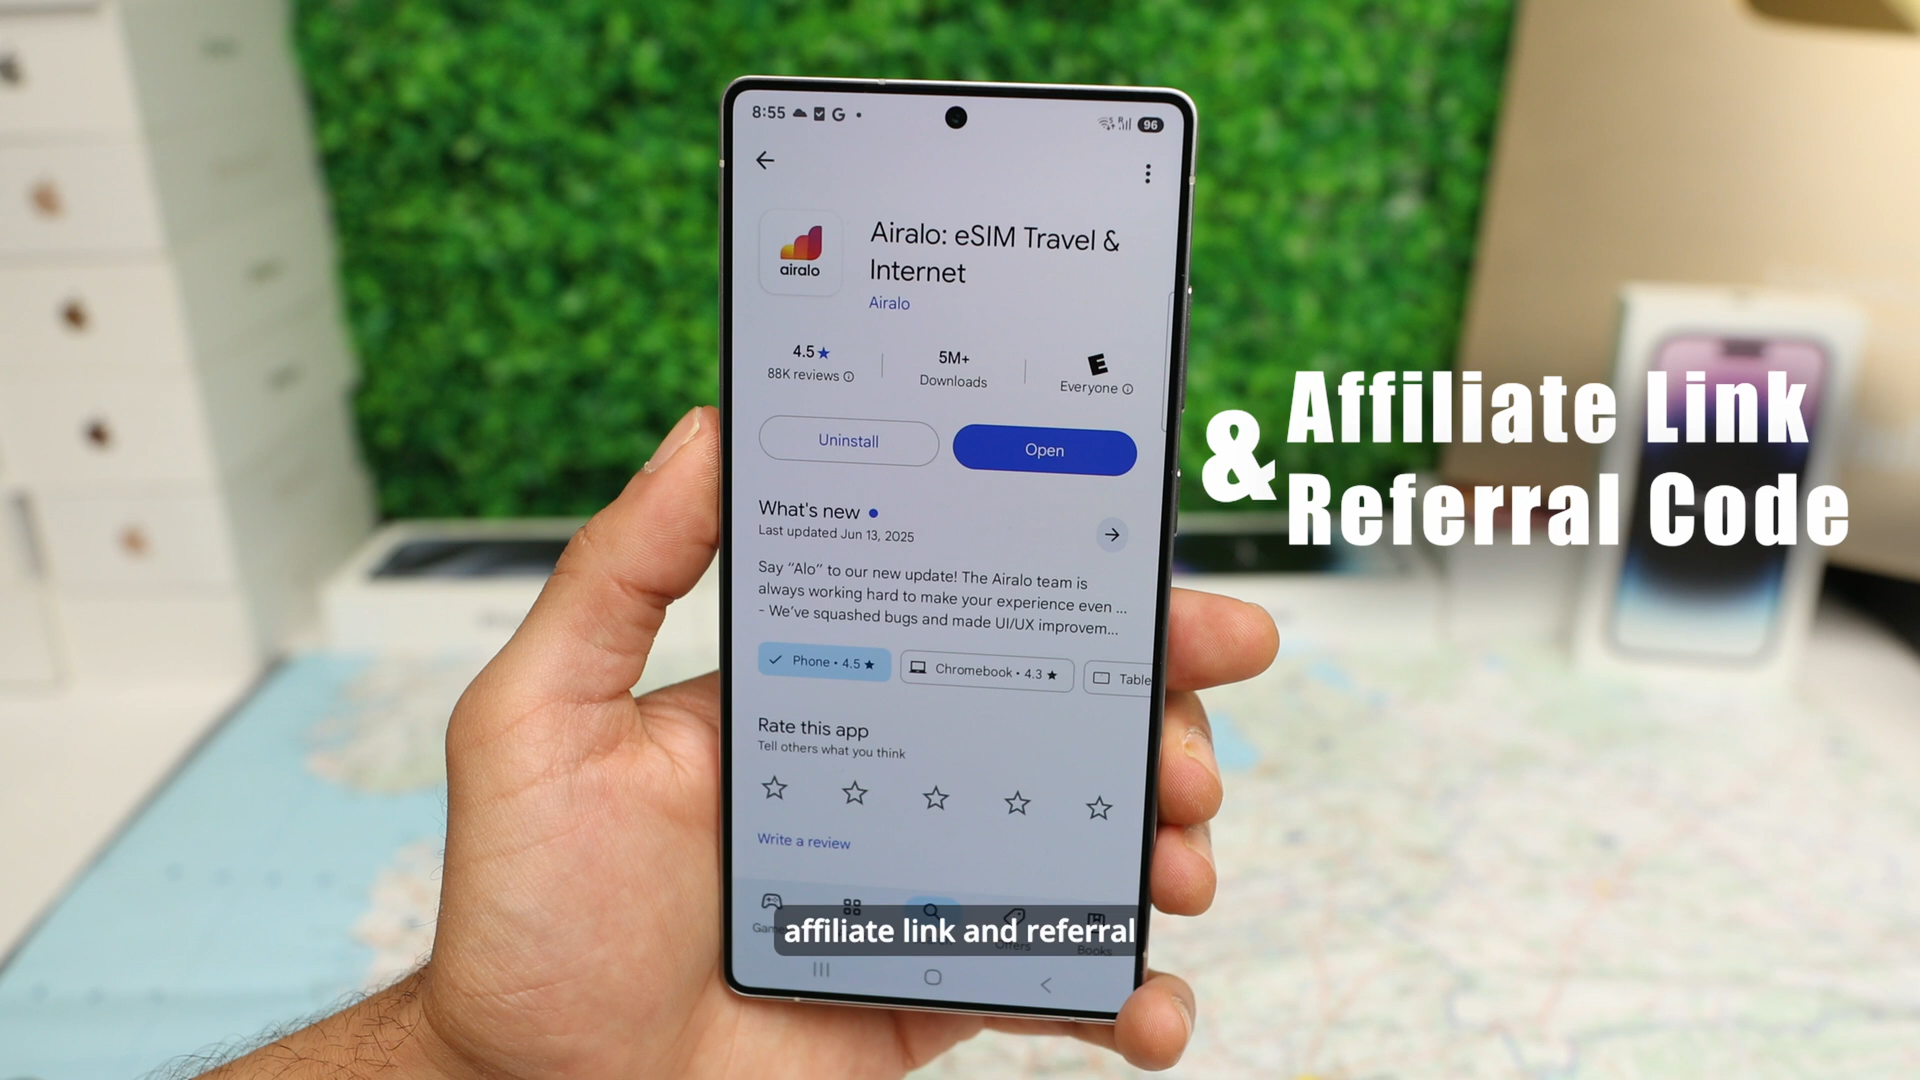 8:55
96
airalo
Airalo: eSIM Travel &
Internet
Airalo
4.5★
88K reviews
5M+
Downloads
E
Everyone
Uninstall
Open
What's new
Last updated Jun 13, 2025
Say “Alo” to our new update! The Airalo team is
always working hard to make your experience even ...
- We’ve squashed bugs and made UI/UX improvem...
Phone • 4.5 ★
Chromebook • 4.3 ★
Table
Rate this app
Tell others what you think
Write a review
Offers
Books
affiliate link and referral
& Affiliate Link
Referral Code